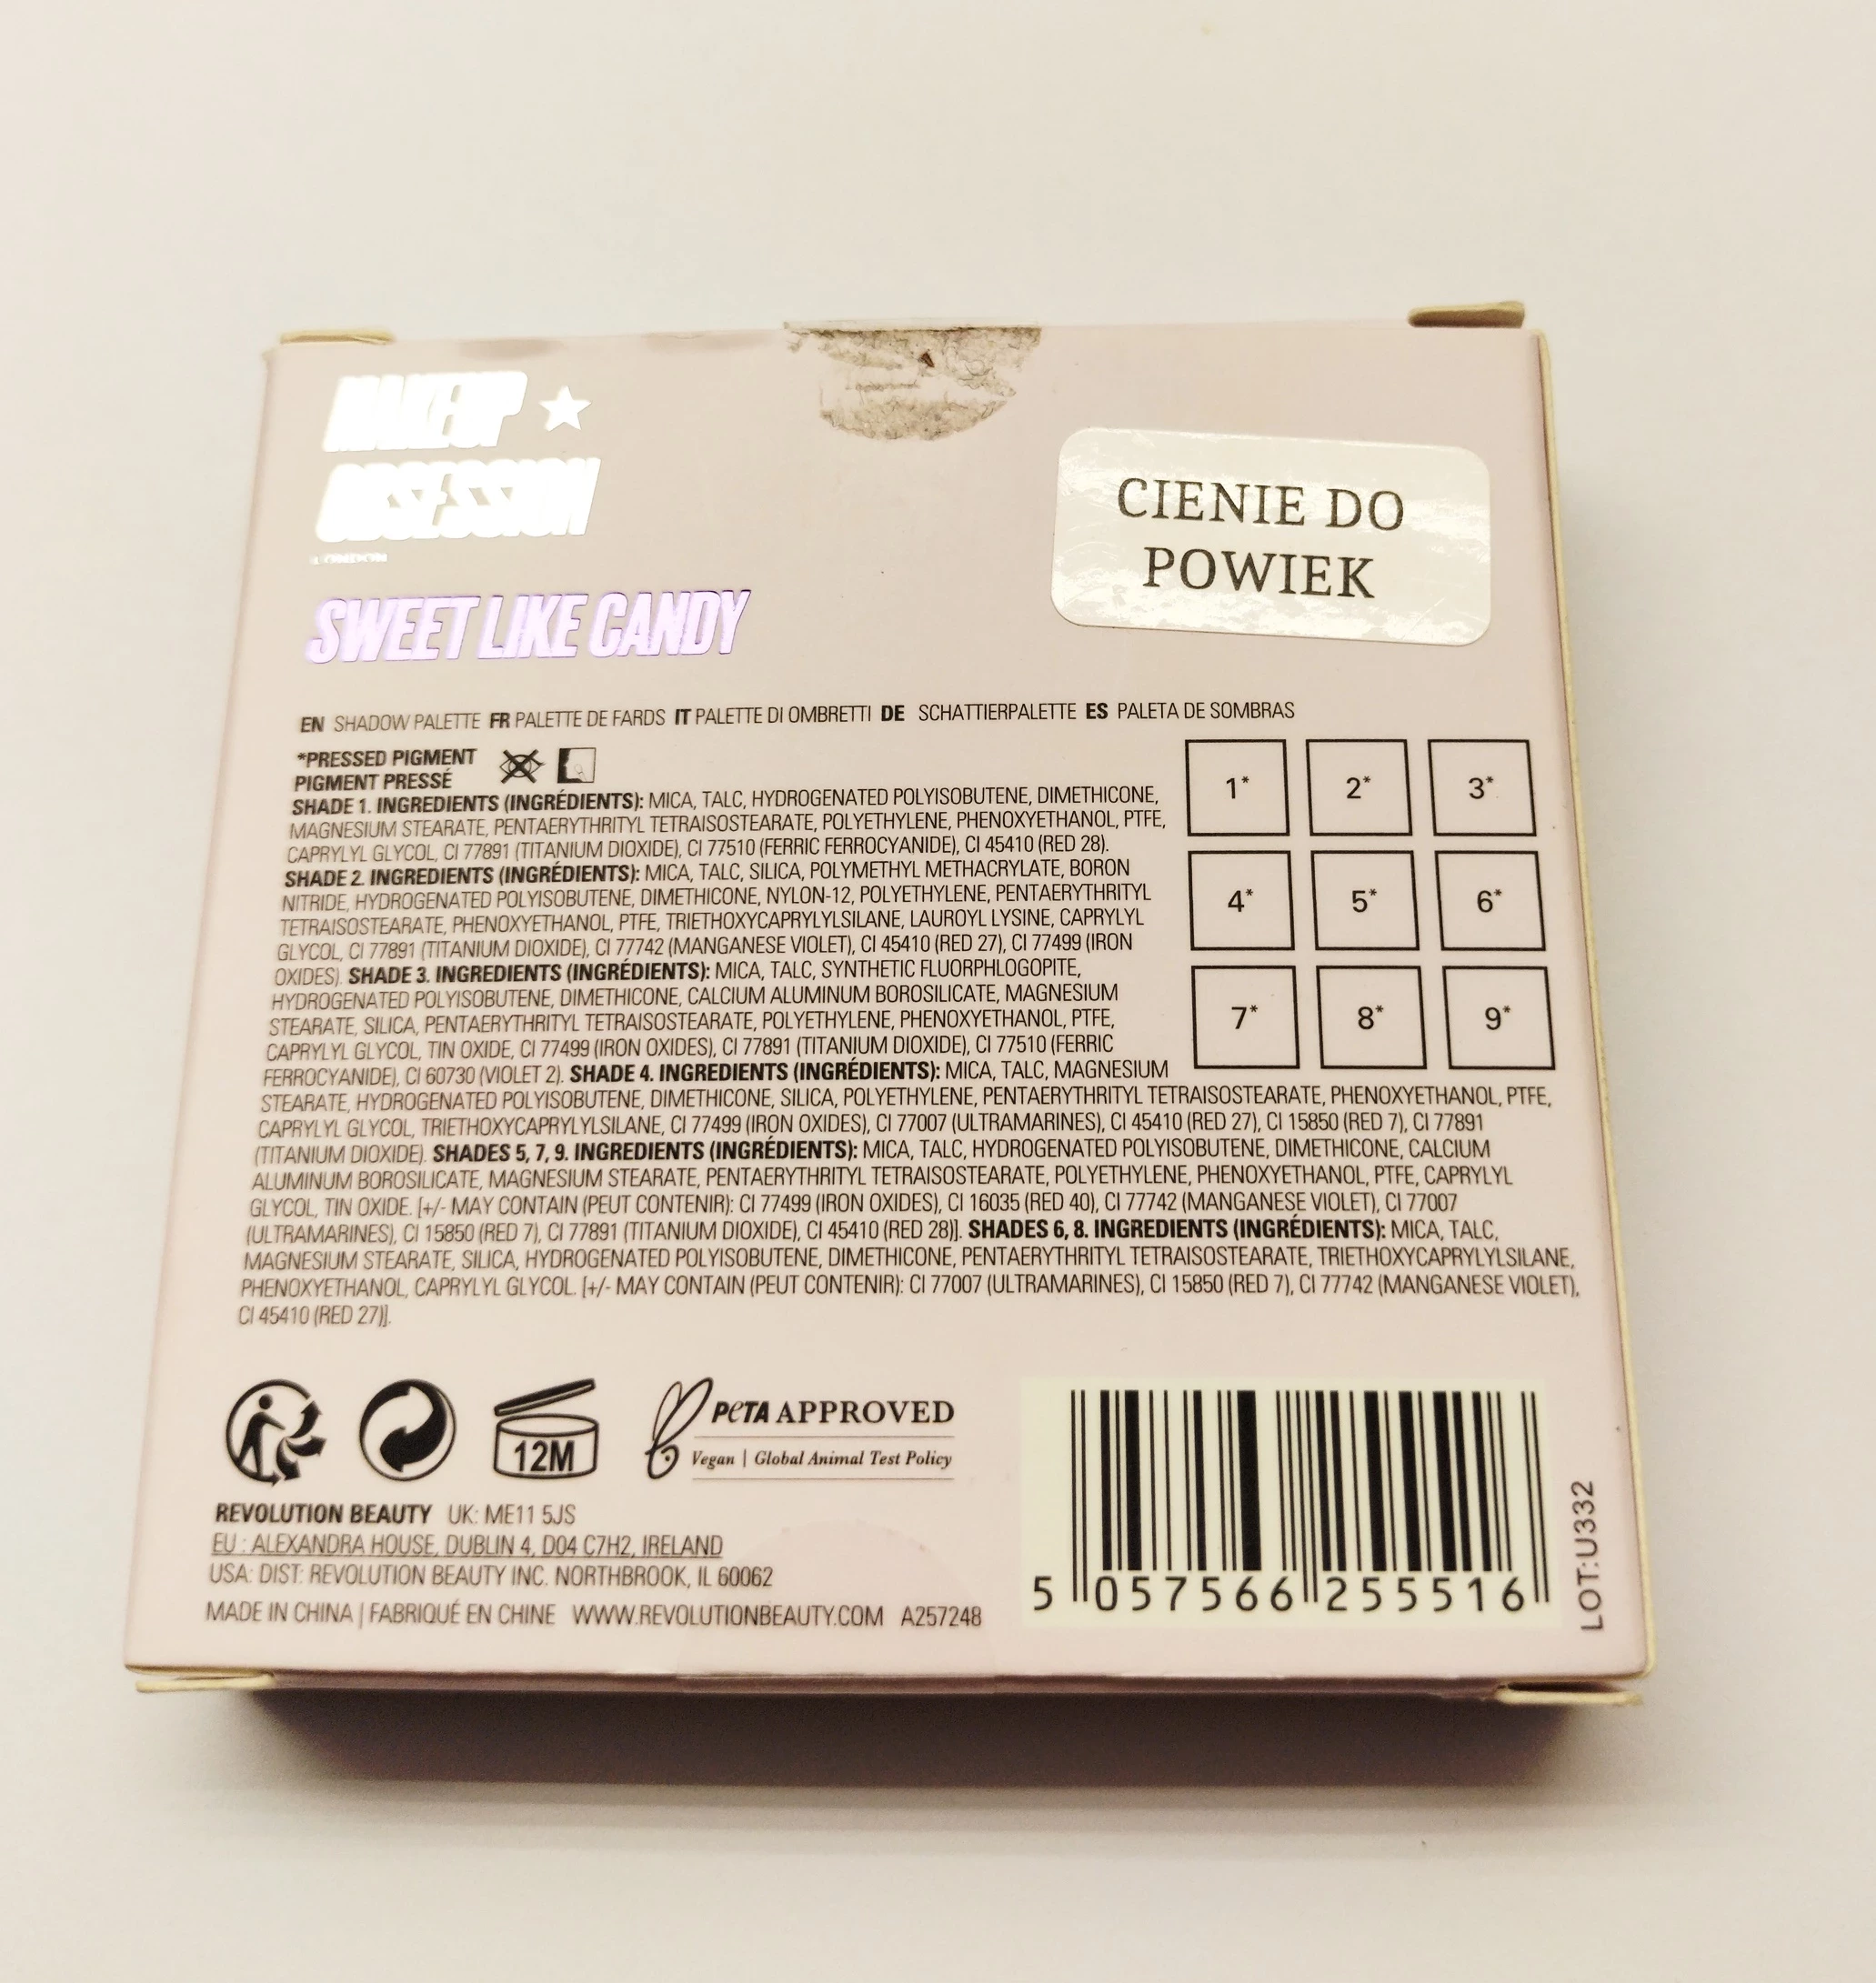 MAKEUP
OBSESSION
LONDON
CIENIE DO
POWIEK
SWEET LIKE CANDY
EN SHADOW PALETTE FR PALETTE DE FARDS IT PALETTE DI OMBRETTI DE SCHATTIERPALETTE ES PALETA DE SOMBRAS
*PRESSED PIGMENT
PIGMENT PRESSÉ
SHADE 1. INGREDIENTS (INGRÉDIENTS): MICA, TALC, HYDROGENATED POLYISOBUTENE, DIMETHICONE,
MAGNESIUM STEARATE, PENTAERYTHRITYL TETRAISOSTEARATE, POLYETHYLENE, PHENOXYETHANOL, PTFE,
CAPRYLYL GLYCOL, CI 77891 (TITANIUM DIOXIDE), CI 77510 (FERRIC FERROCYANIDE), CI 45410 (RED 28).
SHADE 2. INGREDIENTS (INGRÉDIENTS): MICA, TALC, SILICA, POLYMETHYL METHACRYLATE, BORON
NITRIDE, HYDROGENATED POLYISOBUTENE, DIMETHICONE, NYLON-12, POLYETHYLENE, PENTAERYTHRITYL
TETRAISOSTEARATE, PHENOXYETHANOL, PTFE, TRIETHOXYCAPRYLYLSILANE, LAUROYL LYSINE, CAPRYLYL
GLYCOL, CI 77891 (TITANIUM DIOXIDE), CI 77742 (MANGANESE VIOLET), CI 45410 (RED 27), CI 77499 (IRON
OXIDES). SHADE 3. INGREDIENTS (INGRÉDIENTS): MICA, TALC, SYNTHETIC FLUORPHLOGOPITE,
HYDROGENATED POLYISOBUTENE, DIMETHICONE, CALCIUM ALUMINUM BOROSILICATE, MAGNESIUM
STEARATE, SILICA, PENTAERYTHRITYL TETRAISOSTEARATE, POLYETHYLENE, PHENOXYETHANOL, PTFE,
CAPRYLYL GLYCOL, TIN OXIDE, CI 77499 (IRON OXIDES), CI 77891 (TITANIUM DIOXIDE), CI 77510 (FERRIC
FERROCYANIDE), CI 60730 (VIOLET 2). SHADE 4. INGREDIENTS (INGRÉDIENTS): MICA, TALC, MAGNESIUM
STEARATE, HYDROGENATED POLYISOBUTENE, DIMETHICONE, SILICA, POLYETHYLENE, PENTAERYTHRITYL TETRAISOSTEARATE, PHENOXYETHANOL, PTFE,
CAPRYLYL GLYCOL, TRIETHOXYCAPRYLYLSILANE, CI 77499 (IRON OXIDES), CI 77007 (ULTRAMARINES), CI 45410 (RED 27), CI 15850 (RED 7), CI 77891
(TITANIUM DIOXIDE). SHADES 5, 7, 9. INGREDIENTS (INGRÉDIENTS): MICA, TALC, HYDROGENATED POLYISOBUTENE, DIMETHICONE, CALCIUM
ALUMINUM BOROSILICATE, MAGNESIUM STEARATE, PENTAERYTHRITYL TETRAISOSTEARATE, POLYETHYLENE, PHENOXYETHANOL, PTFE, CAPRYLYL
GLYCOL, TIN OXIDE. [+/- MAY CONTAIN (PEUT CONTENIR): CI 77499 (IRON OXIDES), CI 16035 (RED 40), CI 77742 (MANGANESE VIOLET), CI 77007
(ULTRAMARINES), CI 15850 (RED 7), CI 77891 (TITANIUM DIOXIDE), CI 45410 (RED 28)]. SHADES 6, 8. INGREDIENTS (INGRÉDIENTS): MICA, TALC,
MAGNESIUM STEARATE, SILICA, HYDROGENATED POLYISOBUTENE, DIMETHICONE, PENTAERYTHRITYL TETRAISOSTEARATE, TRIETHOXYCAPRYLYLSILANE,
PHENOXYETHANOL, CAPRYLYL GLYCOL. [+/- MAY CONTAIN (PEUT CONTENIR): CI 77007 (ULTRAMARINES), CI 15850 (RED 7), CI 77742 (MANGANESE VIOLET),
CI 45410 (RED 27)].
1* 2* 3*
4* 5* 6*
7* 8* 9*
12M
PETA APPROVED
Vegan | Global Animal Test Policy
REVOLUTION BEAUTY UK: ME11 5JS
EU : ALEXANDRA HOUSE, DUBLIN 4, D04 C7H2, IRELAND
USA: DIST: REVOLUTION BEAUTY INC. NORTHBROOK, IL 60062
MADE IN CHINA | FABRIQUÉ EN CHINE WWW.REVOLUTIONBEAUTY.COM A257248
5 057566 255516
LOT:U332